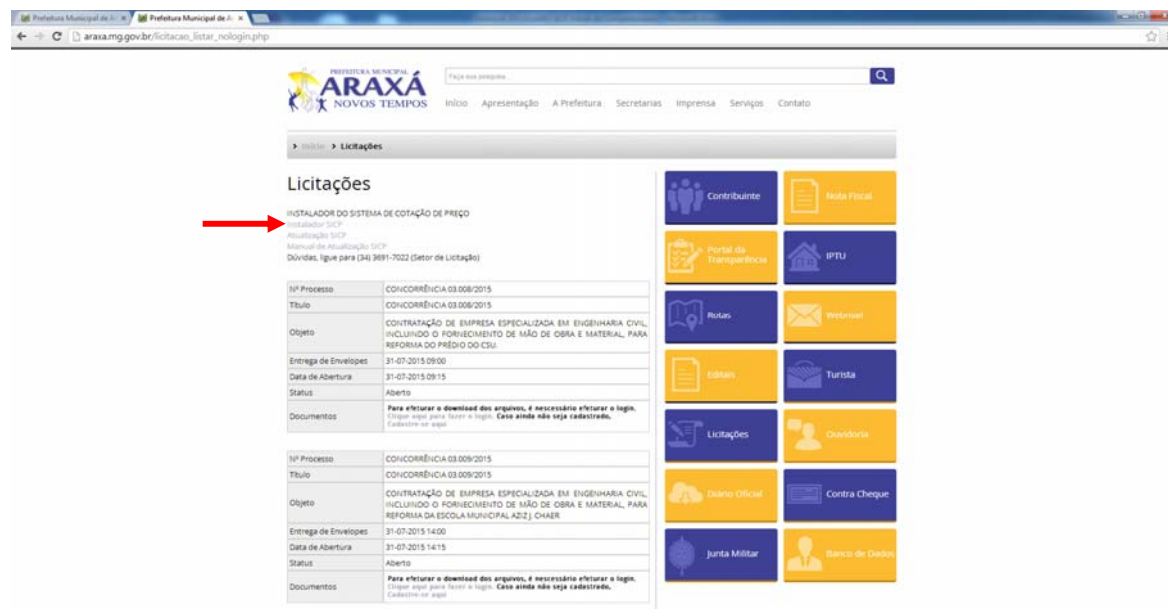 Prefeitura Municipal de A
Prefeitura Municipal de A
araxa.mg.gov.br/licitacao_listar_nologin.php
PREFEITURA MUNICIPAL
ARAXÁ
NOVOS TEMPOS
Faça sua pesquisa...
Início Apresentação A Prefeitura Secretarias Imprensa Serviços Contato
Início Licitações
Licitações
INSTALADOR DO SISTEMA DE COTAÇÃO DE PREÇO
Instalador SICP
Atualização SICP
Manual de Atualização SICP
Dúvidas, ligue para (34) 3691-7022 (Setor de Licitação)
Nº Processo CONCORRÊNCIA 03.008/2015
Título CONCORRÊNCIA 03.008/2015
Objeto CONTRATAÇÃO DE EMPRESA ESPECIALIZADA EM ENGENHARIA CIVIL,
INCLUINDO O FORNECIMENTO DE MÃO DE OBRA E MATERIAL, PARA
REFORMA DO PRÉDIO DO CSU.
Entrega de Envelopes 31-07-2015 09:00
Data de Abertura 31-07-2015 09:15
Status Aberto
Documentos Para efeturar o download dos arquivos, é nescessário efeturar o login.
Clique aqui para fazer o login. Caso ainda não seja cadastrado,
Cadastre-se aqui
Nº Processo CONCORRÊNCIA 03.009/2015
Título CONCORRÊNCIA 03.009/2015
Objeto CONTRATAÇÃO DE EMPRESA ESPECIALIZADA EM ENGENHARIA CIVIL,
INCLUINDO O FORNECIMENTO DE MÃO DE OBRA E MATERIAL, PARA
REFORMA DA ESCOLA MUNICIPAL AZIZ J. CHAER
Entrega de Envelopes 31-07-2015 14:00
Data de Abertura 31-07-2015 14:15
Status Aberto
Documentos Para efeturar o download dos arquivos, é nescessário efeturar o login.
Clique aqui para fazer o login. Caso ainda não seja cadastrado,
Cadastre-se aqui
Contribuinte
Nota Fiscal
Portal da
Transparência
IPTU
Rotas
Webmail
Editais
Turista
Licitações
Ouvidoria
Diário Oficial
Contra Cheque
Junta Militar
Banco de Dados